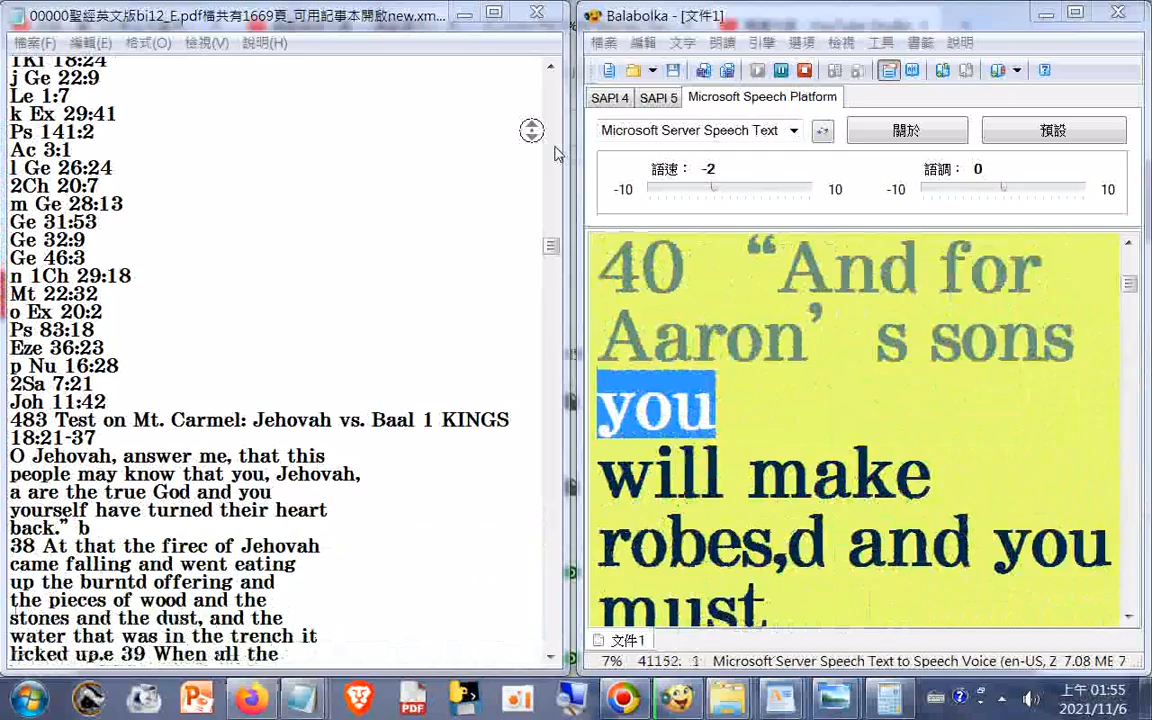 00000聖經英文版bi12_E.pdf檔共有1669頁_可用記事本開啟new.xm...
檔案(F) 編輯(E) 格式(O) 檢視(V) 說明(H)
1Ki 18:24
j Ge 22:9
Le 1:7
k Ex 29:41
Ps 141:2
Ac 3:1
l Ge 26:24
2Ch 20:7
m Ge 28:13
Ge 31:53
Ge 32:9
Ge 46:3
n 1Ch 29:18
Mt 22:32
o Ex 20:2
Ps 83:18
Eze 36:23
p Nu 16:28
2Sa 7:21
Joh 11:42
483 Test on Mt. Carmel: Jehovah vs. Baal 1 KINGS
18:21-37
O Jehovah, answer me, that this
people may know that you, Jehovah,
a are the true God and you
yourself have turned their heart
back.” b
38 At that the firec of Jehovah
came falling and went eating
up the burntd offering and
the pieces of wood and the
stones and the dust, and the
water that was in the trench it
licked up.e 39 When all the
Balabolka - [文件1]
檔案 編輯 文字 朗讀 引擎 選項 檢視 工具 書籤 說明
SAPI 4 SAPI 5 Microsoft Speech Platform
Microsoft Server Speech Text 關於 預設
語速： -2 語調： 0
-10 10 -10 10
40 “And for
Aaron’s sons
you
will make
robes,d and you
must
文件1
7% 41152: 1 Microsoft Server Speech Text to Speech Voice (en-US, Z 7.08 MB 7
PDF
上午 01:55
2021/11/6